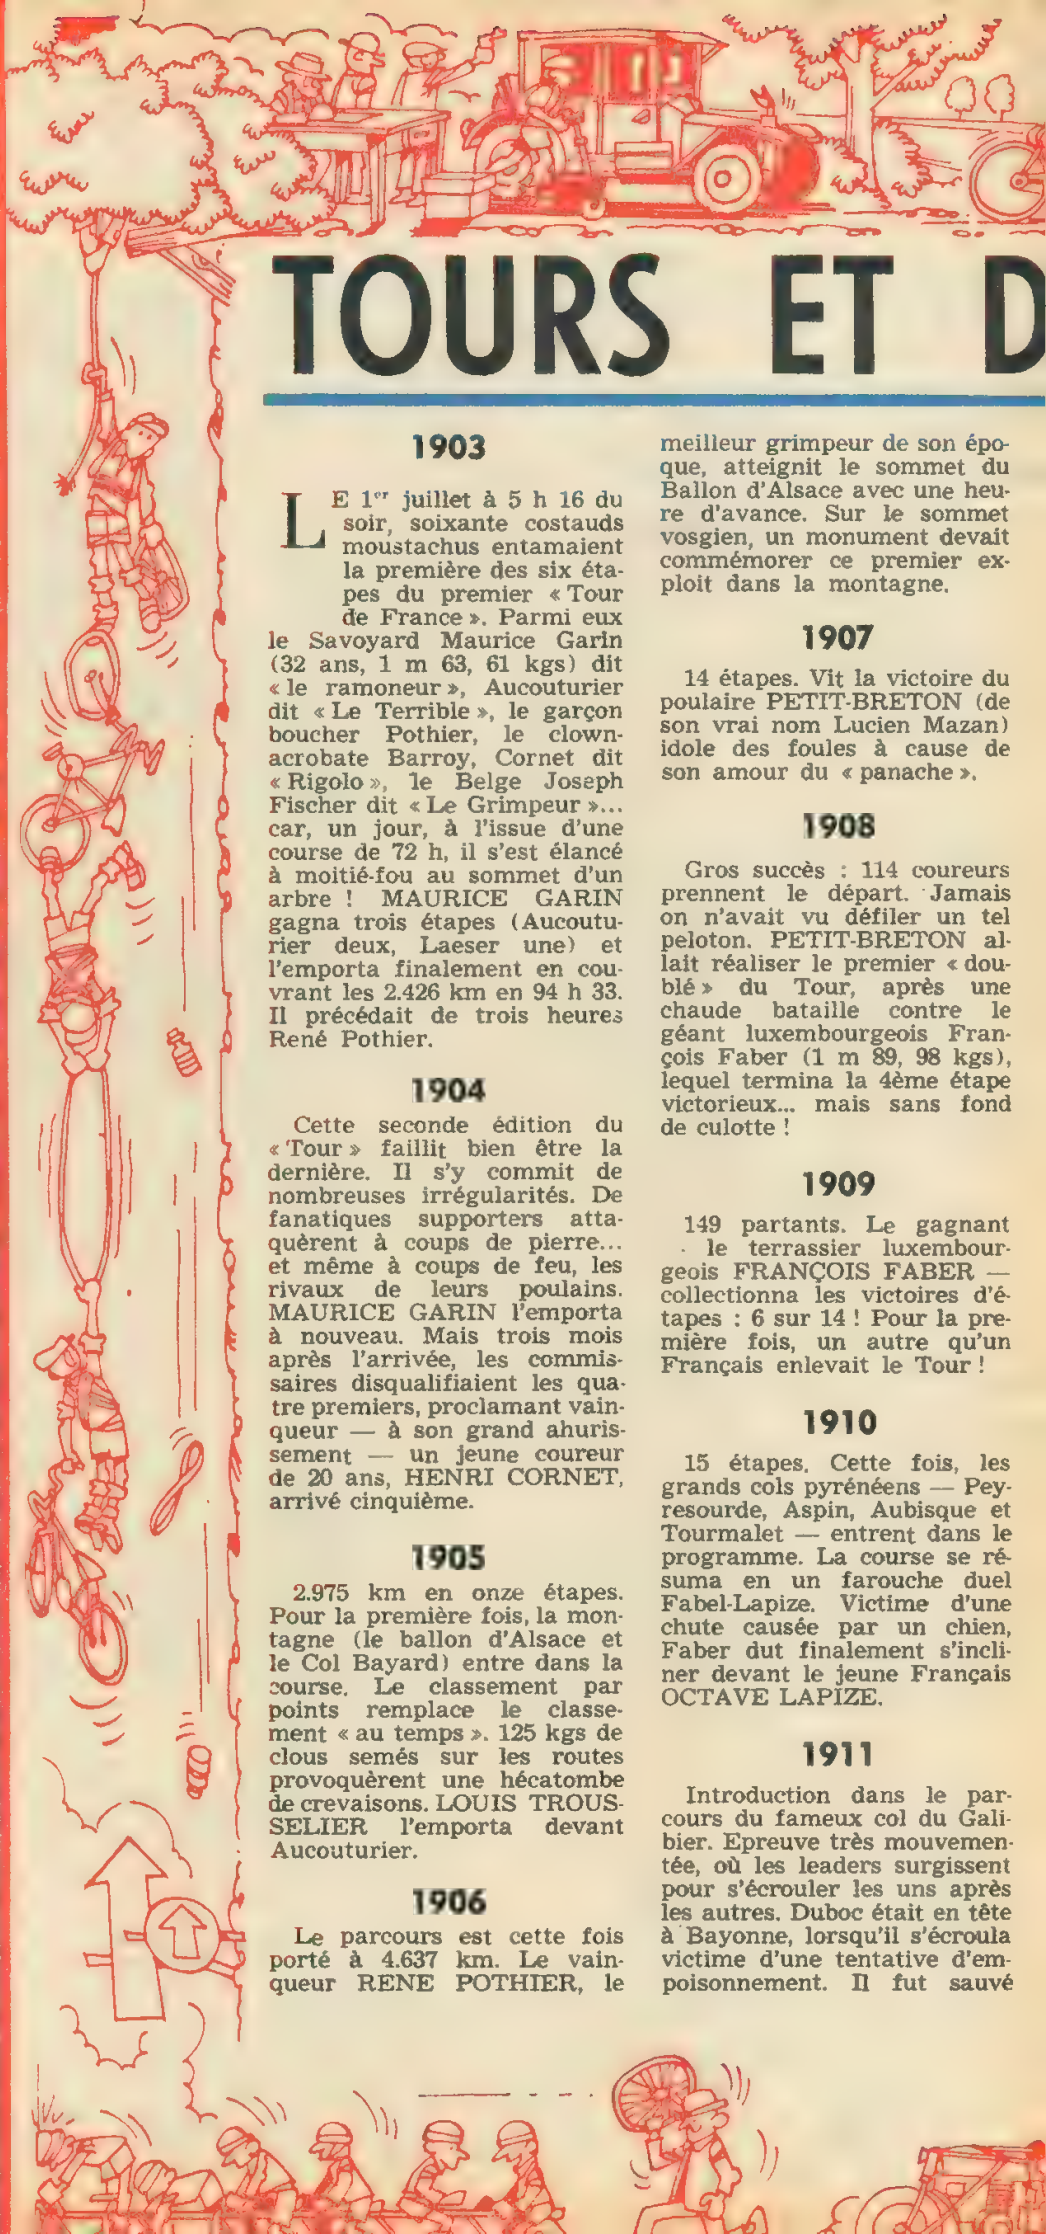 TOURS ET D
1903
LE 1er juillet à 5 h 16 du
soir, soixante costauds
moustachus entamaient
la première des six éta-
pes du premier « Tour
de France ». Parmi eux
le Savoyard Maurice Garin
(32 ans, 1 m 63, 61 kgs) dit
« le ramoneur », Aucouturier
dit « Le Terrible », le garçon
boucher Pothier, le clown-
acrobate Barroy, Cornet dit
« Rigolo », le Belge Joseph
Fischer dit « Le Grimpeur »...
car, un jour, à l'issue d'une
course de 72 h, il s'est élancé
à moitié-fou au sommet d'un
arbre ! MAURICE GARIN
gagna trois étapes (Aucoutu-
rier deux, Laeser une) et
l'emporta finalement en cou-
vrant les 2.426 km en 94 h 33.
Il précédait de trois heures
René Pothier.
1904
Cette seconde édition du
« Tour » faillit bien être la
dernière. Il s'y commit de
nombreuses irrégularités. De
fanatiques supporters atta-
quèrent à coups de pierre...
et même à coups de feu, les
rivaux de leurs poulains.
MAURICE GARIN l'emporta
à nouveau. Mais trois mois
après l'arrivée, les commis-
saires disqualifiaient les qua-
tre premiers, proclamant vain-
queur — à son grand ahuris-
sement — un jeune coureur
de 20 ans, HENRI CORNET,
arrivé cinquième.
1905
2.975 km en onze étapes.
Pour la première fois, la mon-
tagne (le ballon d'Alsace et
le Col Bayard) entre dans la
course. Le classement par
points remplace le classe-
ment « au temps ». 125 kgs de
clous semés sur les routes
provoquèrent une hécatombe
de crevaisons. LOUIS TROUS-
SELIER l'emporta devant
Aucouturier.
1906
Le parcours est cette fois
porté à 4.637 km. Le vain-
queur RENE POTHIER, le
meilleur grimpeur de son épo-
que, atteignit le sommet du
Ballon d'Alsace avec une heu-
re d'avance. Sur le sommet
vosgien, un monument devait
commémorer ce premier ex-
ploit dans la montagne.
1907
14 étapes. Vit la victoire du
poulaire PETIT-BRETON (de
son vrai nom Lucien Mazan)
idole des foules à cause de
son amour du « panache ».
1908
Gros succès : 114 coureurs
prennent le départ. Jamais
on n'avait vu défiler un tel
peloton. PETIT-BRETON al-
lait réaliser le premier « dou-
blé » du Tour, après une
chaude bataille contre le
géant luxembourgeois Fran-
çois Faber (1 m 89, 98 kgs),
lequel termina la 4ème étape
victorieux... mais sans fond
de culotte !
1909
149 partants. Le gagnant
le terrassier luxembour-
geois FRANÇOIS FABER —
collectionna les victoires d'é-
tapes : 6 sur 14 ! Pour la pre-
mière fois, un autre qu'un
Français enlevait le Tour !
1910
15 étapes. Cette fois, les
grands cols pyrénéens — Pey-
resourde, Aspin, Aubisque et
Tourmalet — entrent dans le
programme. La course se ré-
suma en un farouche duel
Fabel-Lapize. Victime d'une
chute causée par un chien,
Faber dut finalement s'incli-
ner devant le jeune Français
OCTAVE LAPIZE.
1911
Introduction dans le par-
cours du fameux col du Gali-
bier. Epreuve très mouvemen-
tée, où les leaders surgissent
pour s'écrouler les uns après
les autres. Duboc était en tête
à Bayonne, lorsqu'il s'écroula
victime d'une tentative d'em-
poisonnement. Il fut sauvé